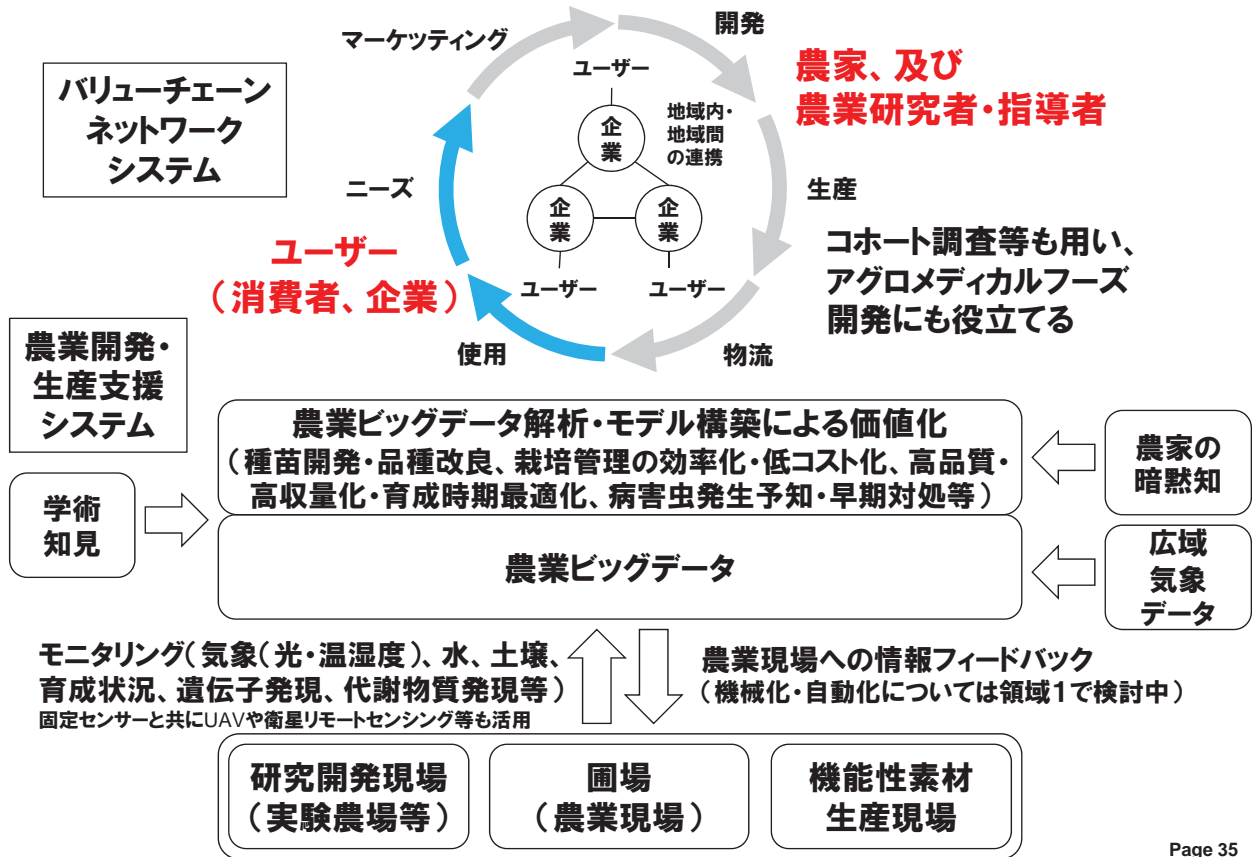 マーケッティング
開発
バリューチェーン
ネットワーク
システム
ユーザー
企
業
地域内・
地域間
の連携
農家、及び
農業研究者・指導者
ニーズ
企
業
企
業
生産
ユーザー
(消費者、企業)
ユーザー
ユーザー
コホート調査等も用い、
アグロメディカルフーズ
開発にも役立てる
使用
物流
農業開発・
生産支援
システム
農業ビッグデータ解析・モデル構築による価値化
(種苗開発・品種改良、栽培管理の効率化・低コスト化、高品質・
高収量化・育成時期最適化、病害虫発生予知・早期対処等)
農家の
暗黙知
学術
知見
農業ビッグデータ
広域
気象
データ
モニタリング(気象(光・温湿度)、水、土壌、
育成状況、遺伝子発現、代謝物質発現等)
固定センサーと共にUAVや衛星リモートセンシング等も活用
農業現場への情報フィードバック
(機械化・自動化については領域1で検討中)
研究開発現場
(実験農場等)
圃場
(農業現場)
機能性素材
生産現場
Page 35